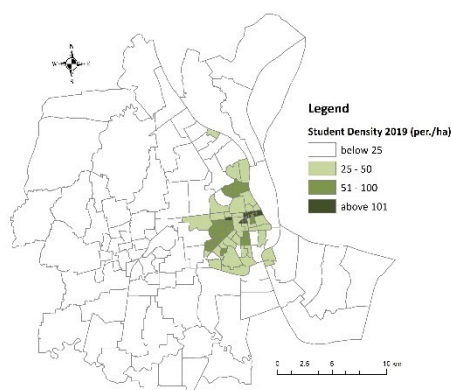 N
W
E
S
Legend
Student Density 2019 (per./ha)
below 25
25 - 50
51 - 100
above 101
0 2.5 5 10 km